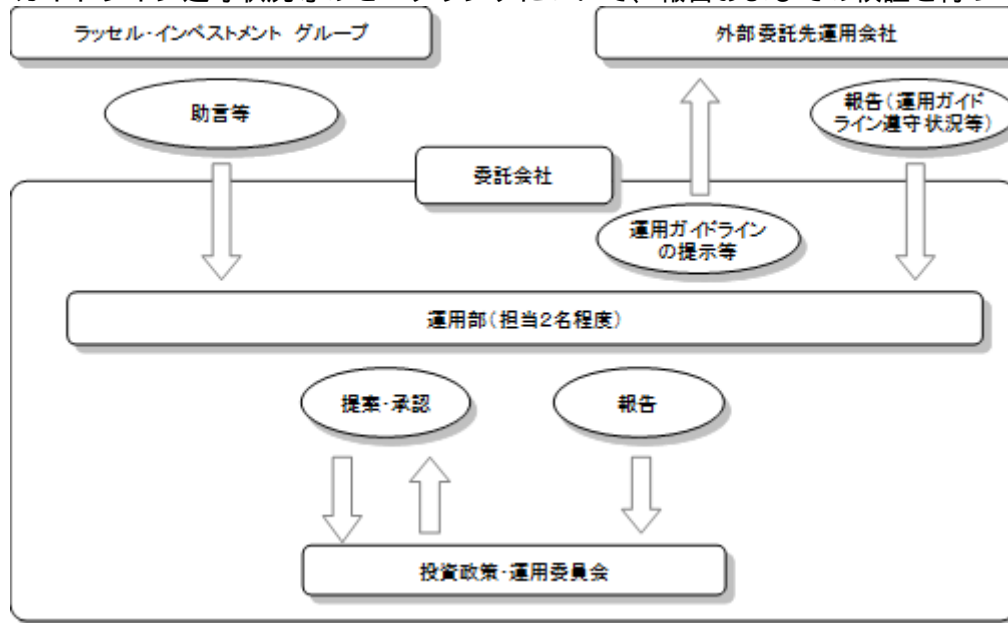 ラッセル・インベストメント グループ
外部委託先運用会社
助言等
報告(運用ガイド
ライン遵守状況等)
委託会社
運用ガイドライン
の提示等
運用部(担当2名程度)
提案・承認
報告
投資政策・運用委員会